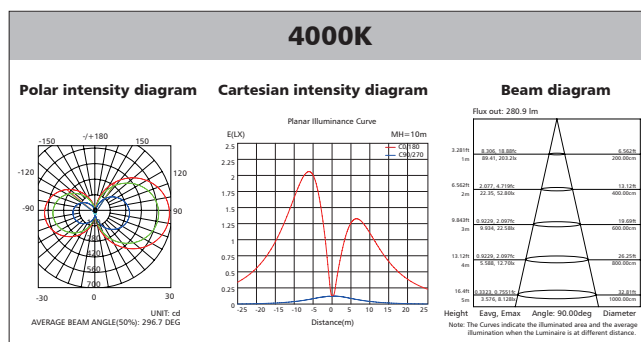 4000K
Polar intensity diagram
Cartesian intensity diagram
Beam diagram
-/+180
-150
150
-120
120
-90
90
280
420
560
700
-30
0
30
UNIT: cd
AVERAGE BEAM ANGLE(50%): 296.7 DEG
Planar Illuminance Curve
E(LX)
MH=10m
C0/180
C90/270
2.5
2.25
2
1.75
1.5
1.25
1
0.75
0.5
0.25
0
-25 -20 -15 -10 -5 0 5 10 15 20 25
Distance(m)
Flux out: 280.9 lm
3.281ft 8.306, 18.88fc 6.562ft
1m 89.41, 203.2lx 200.00cm
6.562ft 2.077, 4.719fc 13.12ft
2m 22.35, 52.80lx 400.00cm
9.843ft 0.9229, 2.097fc 19.69ft
3m 9.934, 22.58lx 600.00cm
13.12ft 0.9229, 2.097fc 26.25ft
4m 5.588, 12.70lx 800.00cm
16.4ft 0.3323, 0.7551fc 32.81ft
5m 3.576, 8.128lx 1000.00cm
Height Eavg, Emax Angle: 90.00deg Diameter
Note: The Curves indicate the illuminated area and the average
illumination when the Luminaire is at different distance.